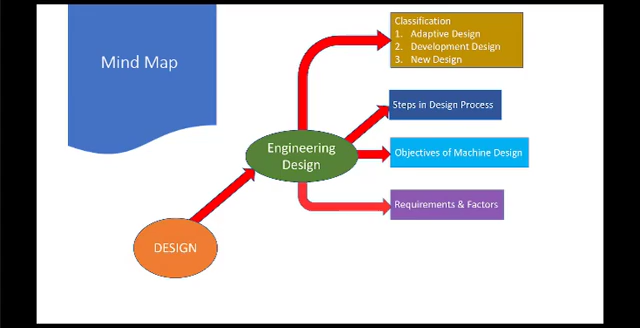 Mind Map
Classification
1. Adaptive Design
2. Development Design
3. New Design
Steps in Design Process
Engineering
Design
Objectives of Machine Design
Requirements & Factors
DESIGN